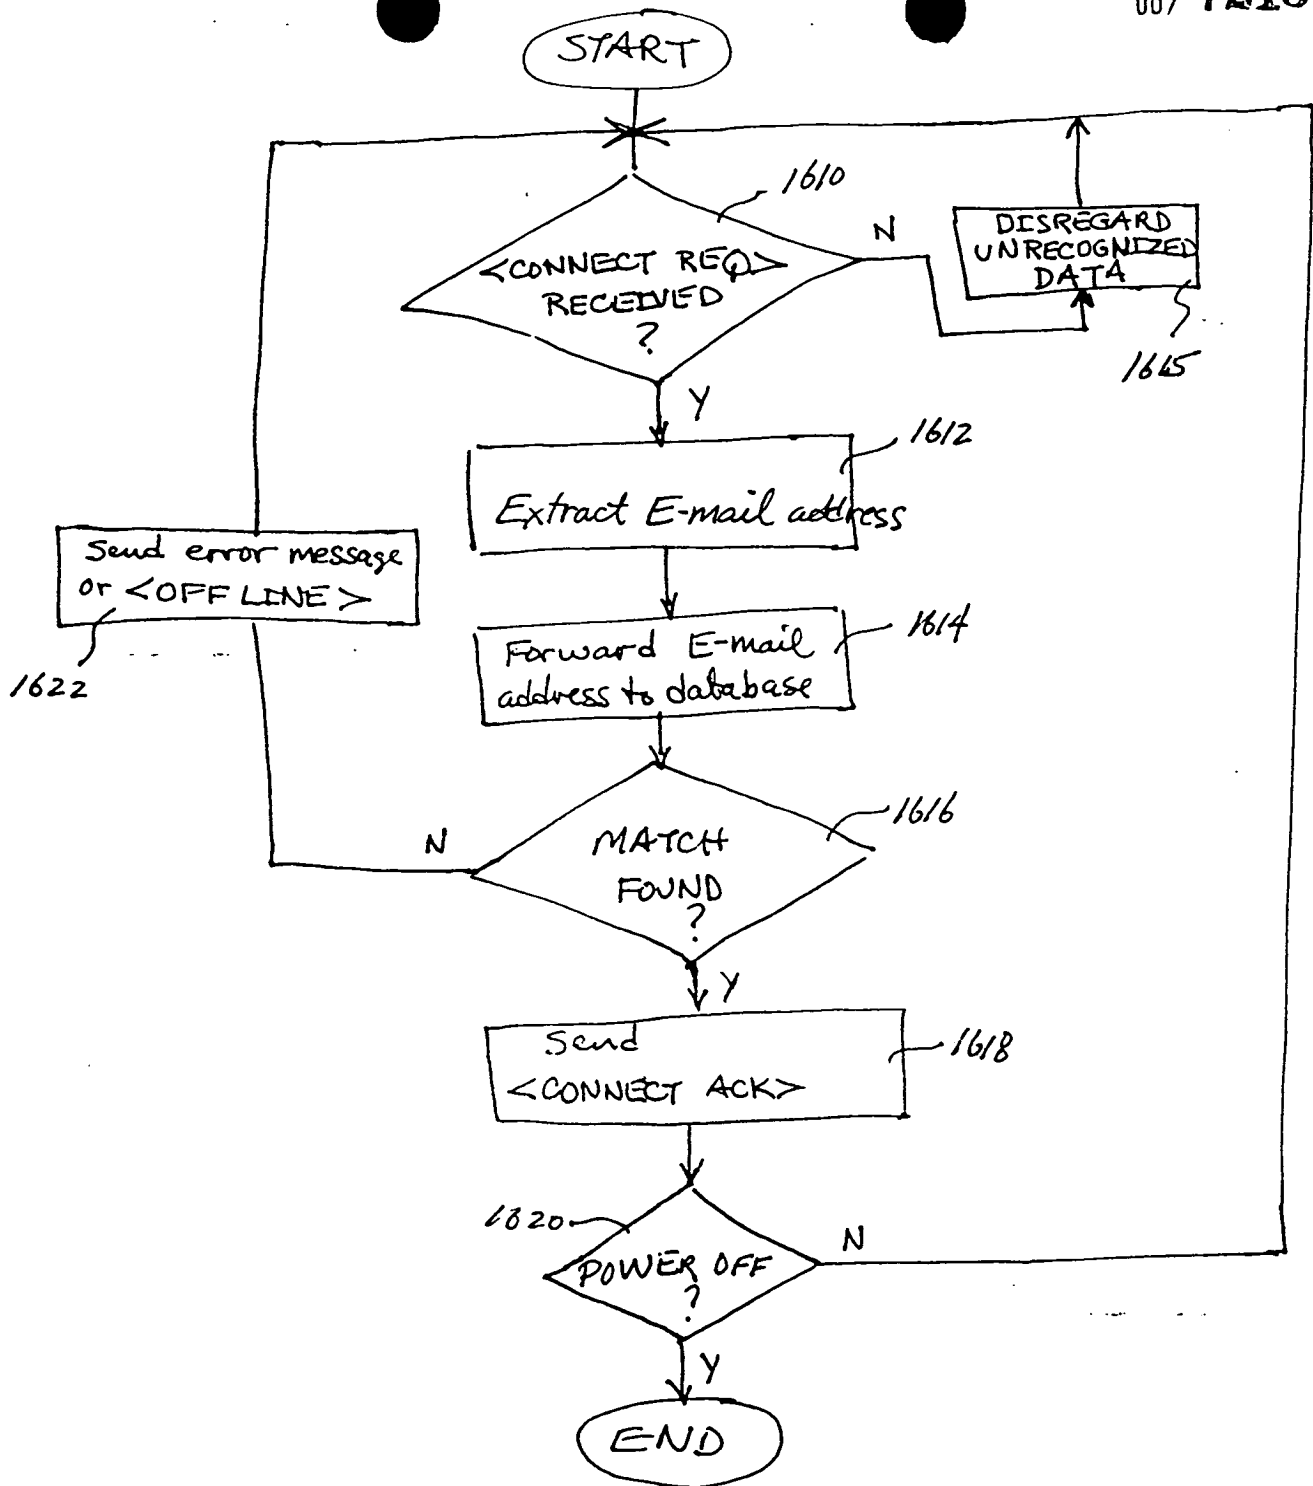 007
START
1610
<CONNECT REQ>
RECEIVED
?
N
DISREGARD
UNRECOGNIZED
DATA
1615
Y
1612
Extract E-mail address
Send error message
or <OFF LINE>
1622
1614
Forward E-mail
address to database
1616
N
MATCH
FOUND
?
Y
1618
Send
<CONNECT ACK>
1620
N
POWER OFF
?
Y
END